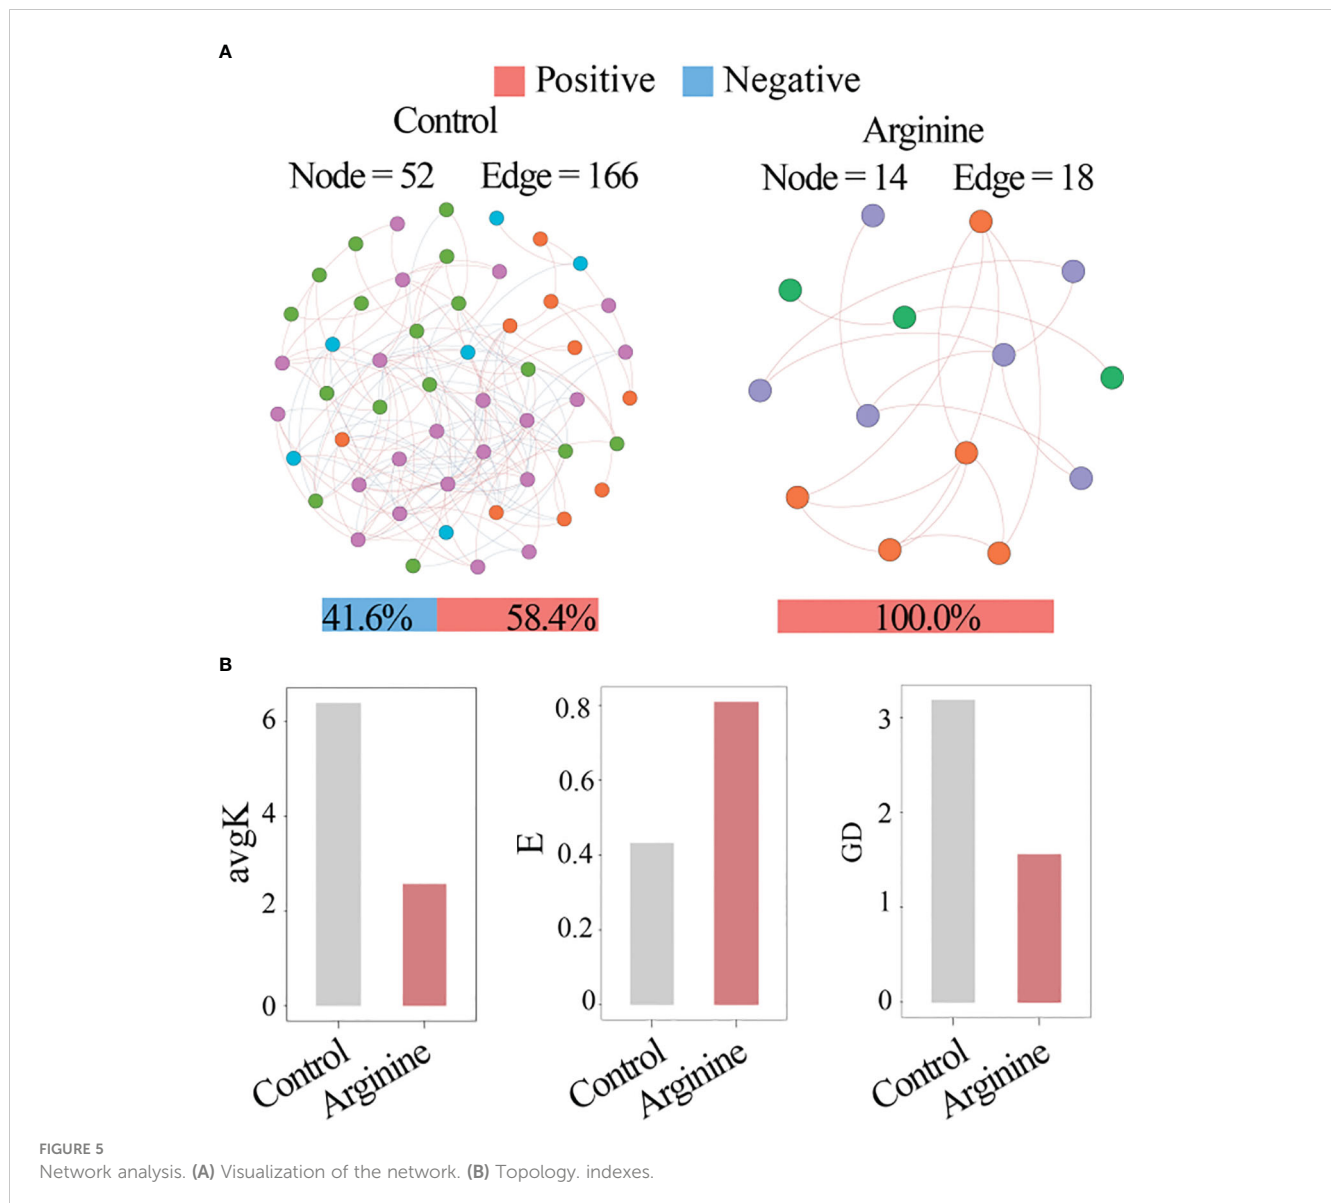 A
Positive Negative
Control
Arginine
Node = 52 Edge = 166
Node = 14 Edge = 18
41.6% 58.4%
100.0%
B
avgK
6
4
2
0
Control
Arginine
E
0.8
0.6
0.4
0.2
0
Control
Arginine
GD
3
2
1
0
Control
Arginine
FIGURE 5
Network analysis. (A) Visualization of the network. (B) Topology. indexes.